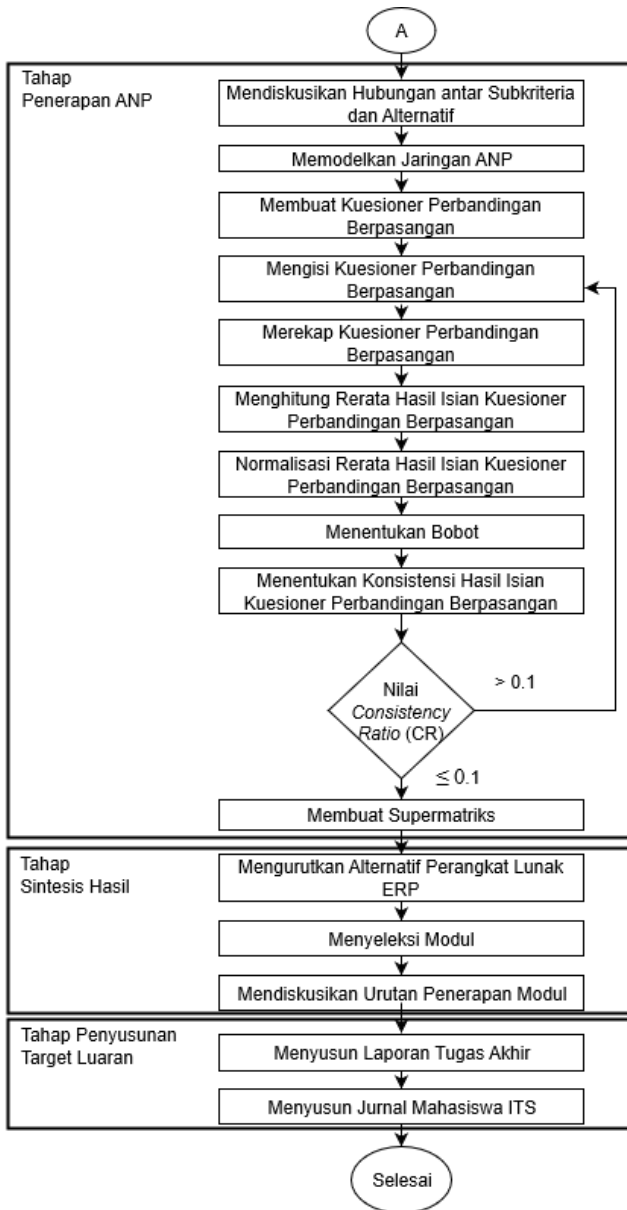 A
Tahap
Penerapan ANP
Mendiskusikan Hubungan antar Subkriteria
dan Alternatif
Memodelkan Jaringan ANP
Membuat Kuesioner Perbandingan
Berpasangan
Mengisi Kuesioner Perbandingan
Berpasangan
Merekap Kuesioner Perbandingan
Berpasangan
Menghitung Rerata Hasil Isian Kuesioner
Perbandingan Berpasangan
Normalisasi Rerata Hasil Isian Kuesioner
Perbandingan Berpasangan
Menentukan Bobot
Menentukan Konsistensi Hasil Isian
Kuesioner Perbandingan Berpasangan
Nilai
Consistency
Ratio (CR)
> 0.1
≤ 0.1
Membuat Supermatriks
Tahap
Sintesis Hasil
Mengurutkan Alternatif Perangkat Lunak
ERP
Menyeleksi Modul
Mendiskusikan Urutan Penerapan Modul
Tahap Penyusunan
Target Luaran
Menyusun Laporan Tugas Akhir
Menyusun Jurnal Mahasiswa ITS
Selesai